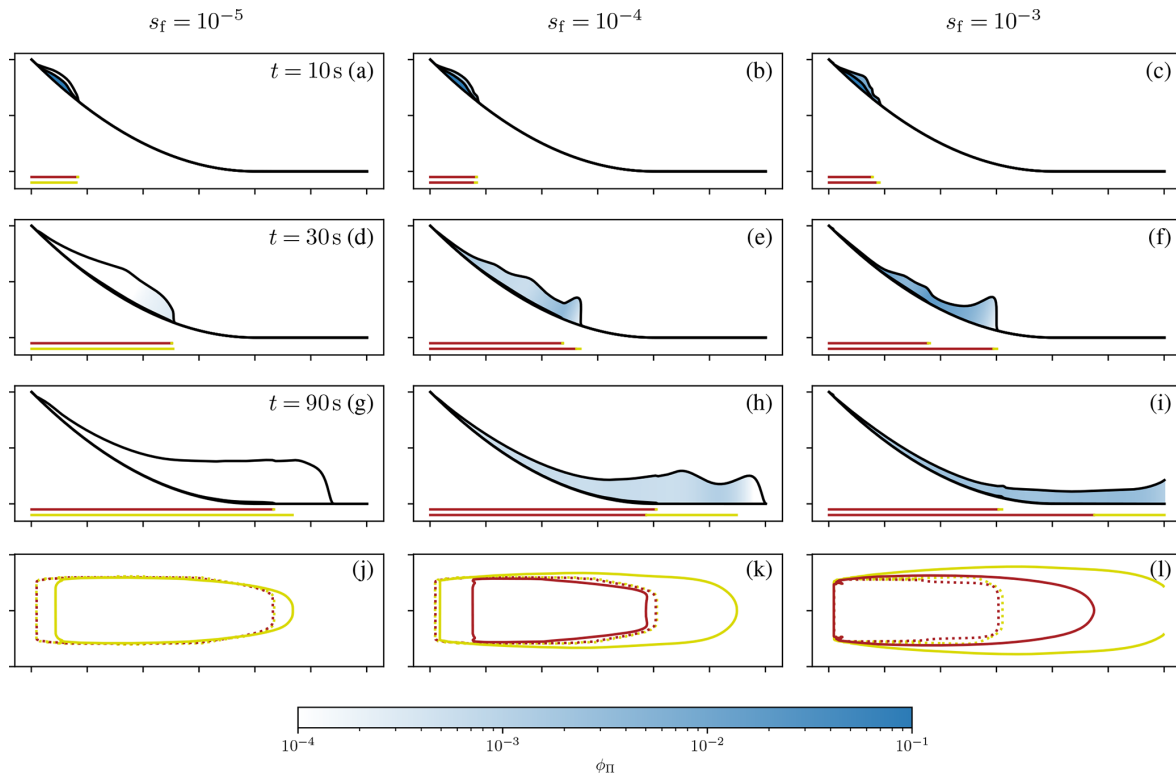 s_f = 10^{-5} s_f = 10^{-4} s_f = 10^{-3}
t = 10 s (a) (b) (c)
t = 30 s (d) (e) (f)
t = 90 s (g) (h) (i)
(j) (k) (l)
10^{-4} 10^{-3} 10^{-2} 10^{-1}
ϕ_Π